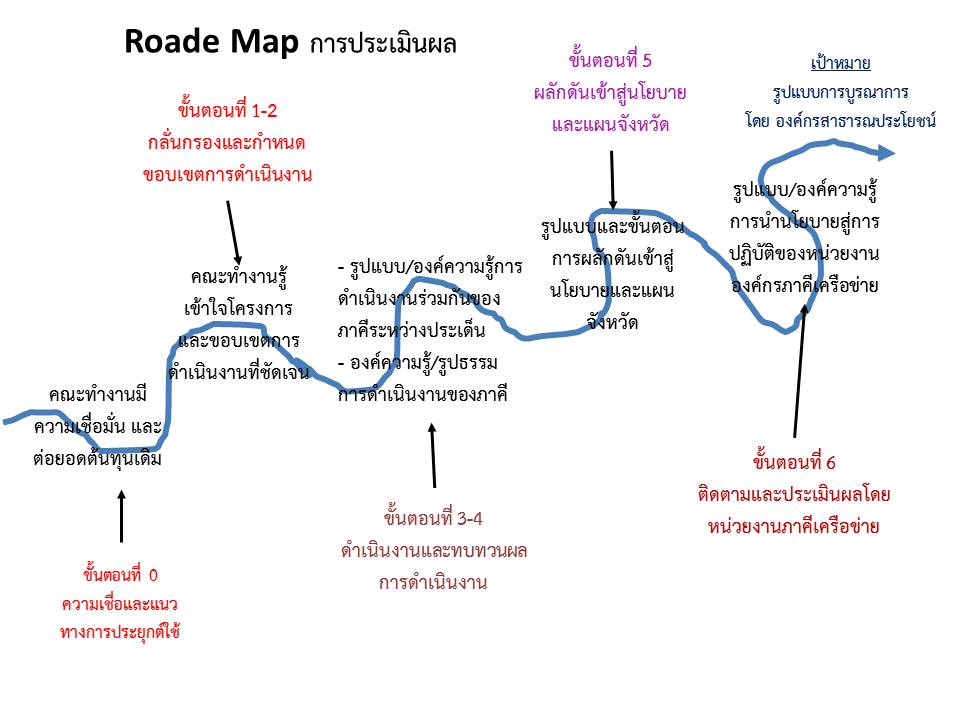 Roade Map การประเมินผล
ขั้นตอนที่ 1-2
กลั่นกรองและกำหนด
ขอบเขตการดำเนินงาน
ขั้นตอนที่ 5
ผลักดันเข้าสู่นโยบาย
และแผนจังหวัด
เป้าหมาย
รูปแบบการบูรณาการ
โดย องค์กรสาธารณประโยชน์
คณะทำงานมี
ความเชื่อมั่น และ
ต่อยอดต้นทุนเดิม
คณะทำงานรู้
เข้าใจโครงการ
และขอบเขตการ
ดำเนินงานที่ชัดเจน
- รูปแบบ/องค์ความรู้การ
ดำเนินงานร่วมกันของ
ภาคีระหว่างประเด็น
- องค์ความรู้/รูปธรรม
การดำเนินงานของภาคี
รูปแบบและขั้นตอน
การผลักดันเข้าสู่
นโยบายและแผน
จังหวัด
รูปแบบ/องค์ความรู้
การนำนโยบายสู่การ
ปฏิบัติของหน่วยงาน
องค์กรภาคีเครือข่าย
ขั้นตอนที่ 0
ความเชื่อและแนว
ทางการประยุกต์ใช้
ขั้นตอนที่ 3-4
ดำเนินงานและทบทวนผล
การดำเนินงาน
ขั้นตอนที่ 6
ติดตามและประเมินผลโดย
หน่วยงานภาคีเครือข่าย